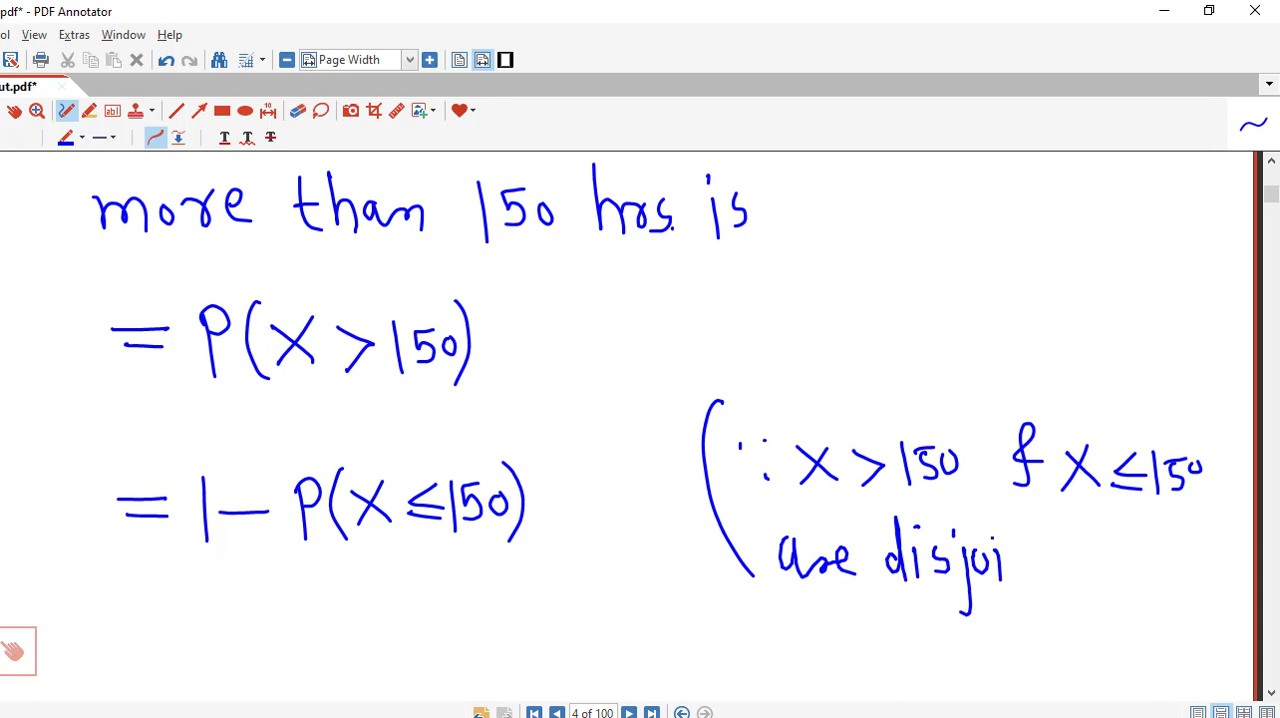 .pdf* - PDF Annotator
ol View Extras Window Help
Page Width
ut.pdf*
more than 150 hrs. is
= P(X > 150)
= 1 - P(X ≤ 150)
(∵ X > 150 & X ≤ 150
are disjoi
4 of 100